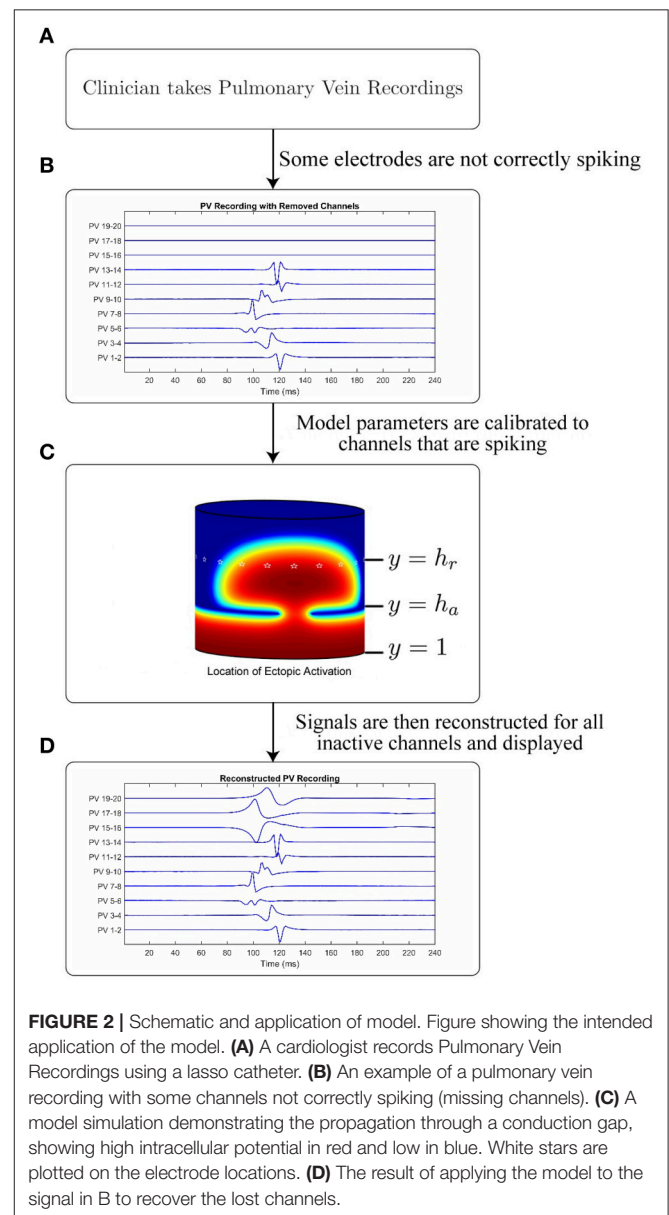 A
Clinician takes Pulmonary Vein Recordings
Some electrodes are not correctly spiking
B
PV Recording with Removed Channels
PV 19-20
PV 17-18
PV 15-16
PV 13-14
PV 11-12
PV 9-10
PV 7-8
PV 5-6
PV 3-4
PV 1-2
20 40 60 80 100 120 140 160 180 200 220 240
Time (ms)
Model parameters are calibrated to
channels that are spiking
C
y = h_r
y = h_a
y = 1
Location of Ectopic Activation
Signals are then reconstructed for all
inactive channels and displayed
D
Reconstructed PV Recording
PV 19-20
PV 17-18
PV 15-16
PV 13-14
PV 11-12
PV 9-10
PV 7-8
PV 5-6
PV 3-4
PV 1-2
20 40 60 80 100 120 140 160 180 200 220 240
Time (ms)
FIGURE 2 | Schematic and application of model. Figure showing the intended
application of the model. (A) A cardiologist records Pulmonary Vein
Recordings using a lasso catheter. (B) An example of a pulmonary vein
recording with some channels not correctly spiking (missing channels). (C) A
model simulation demonstrating the propagation through a conduction gap,
showing high intracellular potential in red and low in blue. White stars are
plotted on the electrode locations. (D) The result of applying the model to the
signal in B to recover the lost channels.